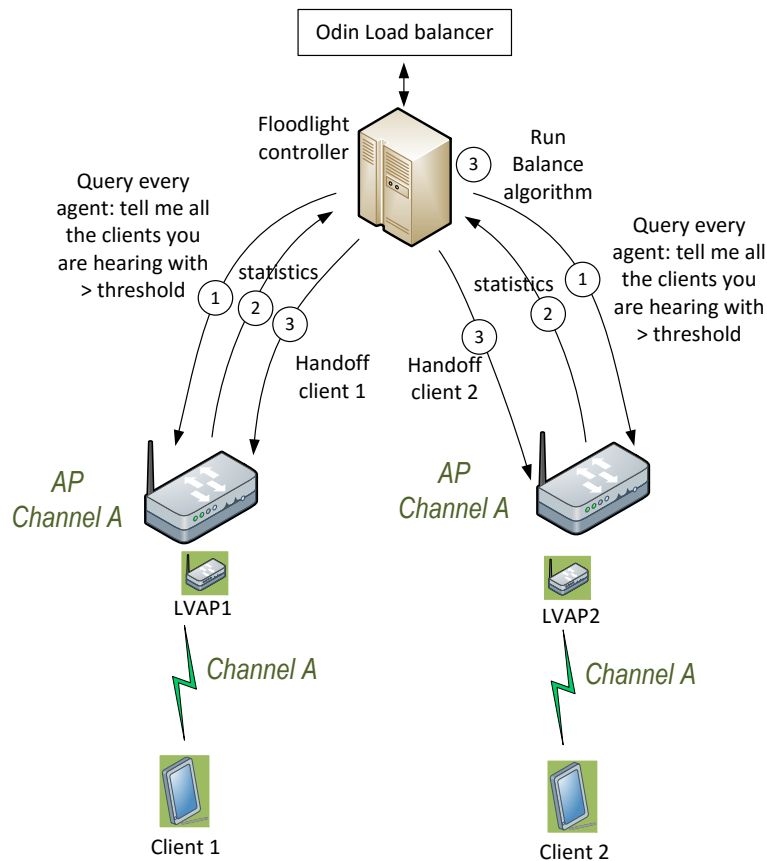 Odin Load balancer
Floodlight
controller
3
Run
Balance
algorithm
Query every
agent: tell me all
the clients you
are hearing with
> threshold
1
statistics
2
3
Handoff
client 1
statistics
2
3
Handoff
client 2
1
Query every
agent: tell me all
the clients you
are hearing with
> threshold
AP
Channel A
AP
Channel A
LVAP1
LVAP2
Channel A
Channel A
Client 1
Client 2